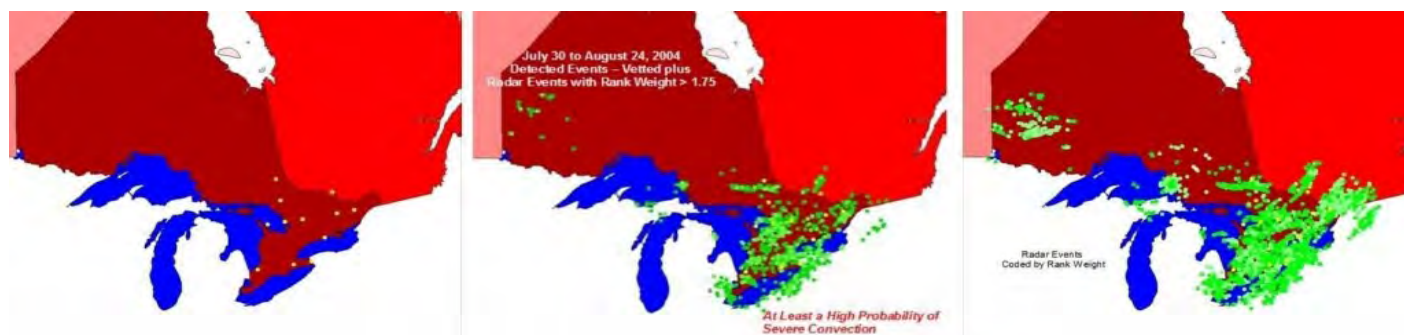 July 30 to August 24, 2004
Detected Events – Vetted plus
Radar Events with Rank Weight > 1.75
At Least a High Probability of
Severe Convection
Radar Events
Coded by Rank Weight